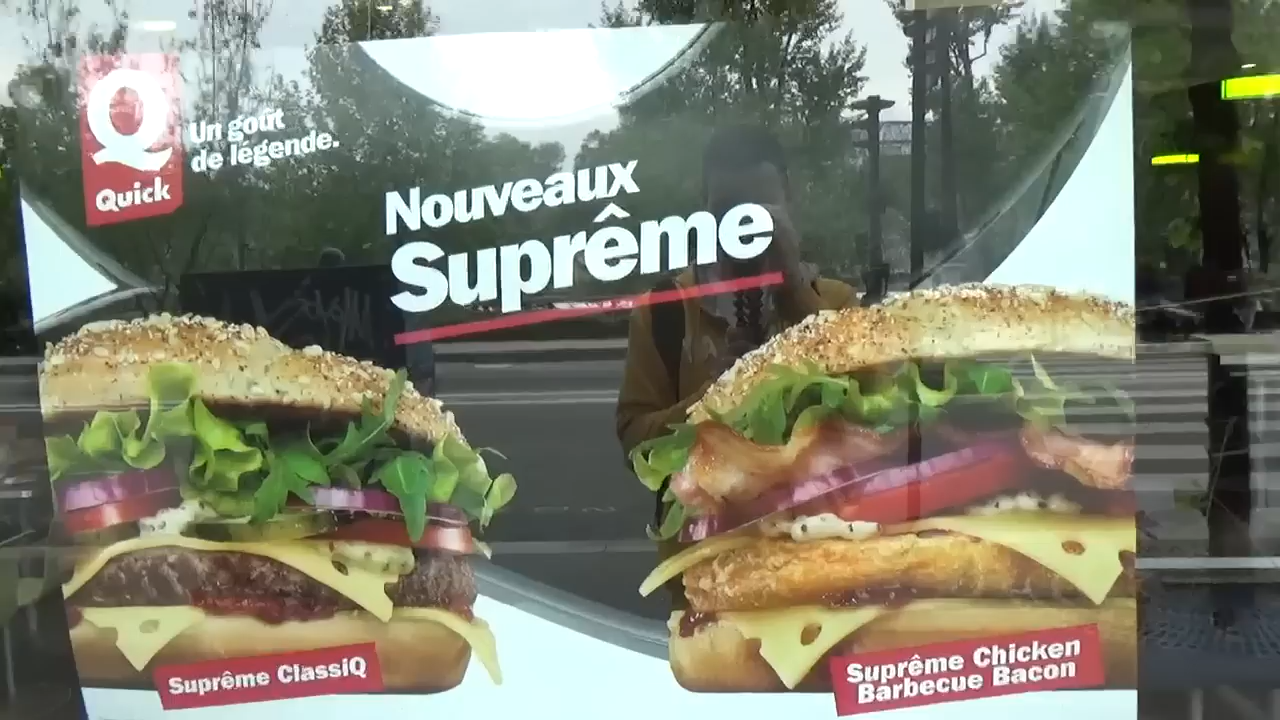 Q
Quick
Un goût
de légende.
Nouveaux
Suprême
Suprême ClassiQ
Suprême Chicken
Barbecue Bacon